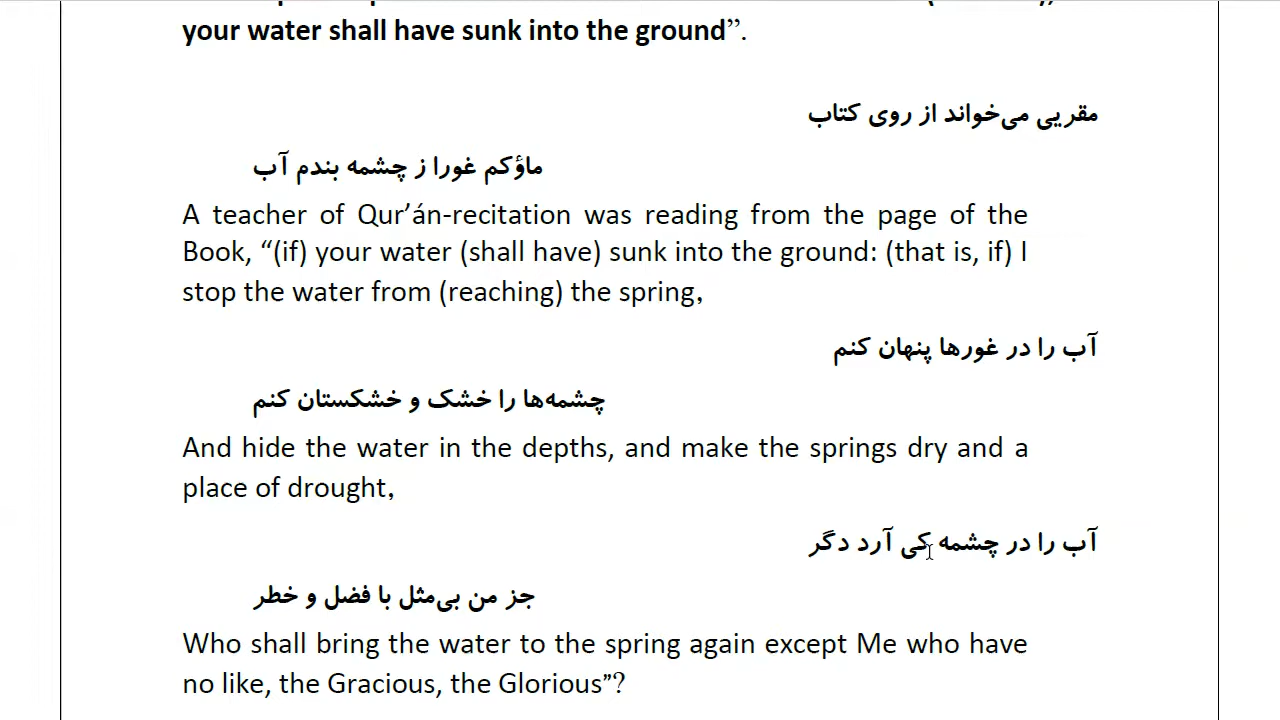 your water shall have sunk into the ground”.
مقریی می‌خواند از روی کتاب
ماؤکم غورا ز چشمه بندم آب
A teacher of Qur’án-recitation was reading from the page of the
Book, “(if) your water (shall have) sunk into the ground: (that is, if) I
stop the water from (reaching) the spring,
آب را در غورها پنهان کنم
چشمه‌ها را خشک و خشکستان کنم
And hide the water in the depths, and make the springs dry and a
place of drought,
آب را در چشمه کی آرد دگر
جز من بی‌مثل با فضل و خطر
Who shall bring the water to the spring again except Me who have
no like, the Gracious, the Glorious”?